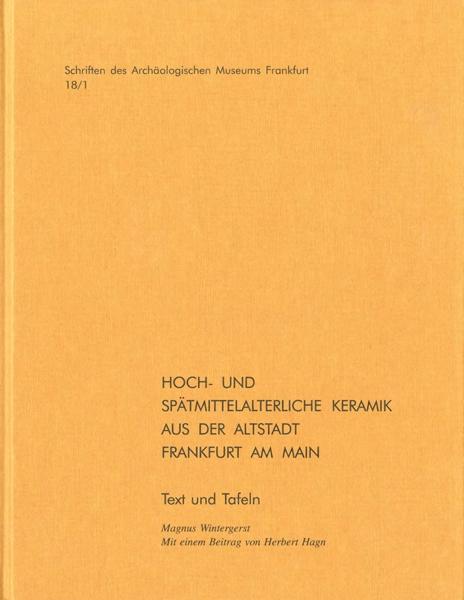 Schriften des Archäologischen Museums Frankfurt
18/1
HOCH- UND
SPÄTMITTELALTERLICHE KERAMIK
AUS DER ALTSTADT
FRANKFURT AM MAIN
Text und Tafeln
Magnus Wintergerst
Mit einem Beitrag von Herbert Hagn